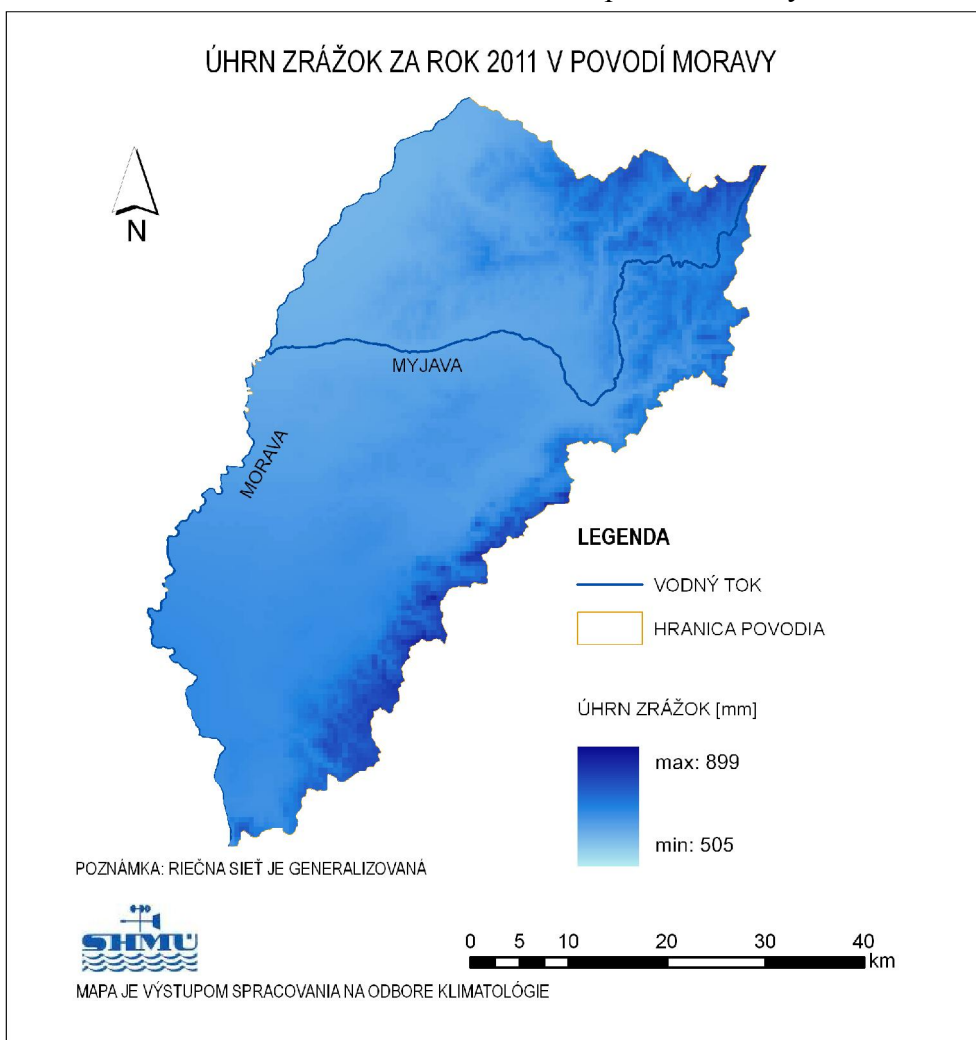 ÚHRN ZRÁŽOK ZA ROK 2011 V POVODÍ MORAVY
N
MYJAVA
MORAVA
LEGENDA
VODNÝ TOK
HRANICA POVODIA
ÚHRN ZRÁŽOK [mm]
max: 899
min: 505
POZNÁMKA: RIEČNA SIEŤ JE GENERALIZOVANÁ
SHMÚ
0 5 10 20 30 40
km
MAPA JE VÝSTUPOM SPRACOVANIA NA ODBORE KLIMATOLÓGIE